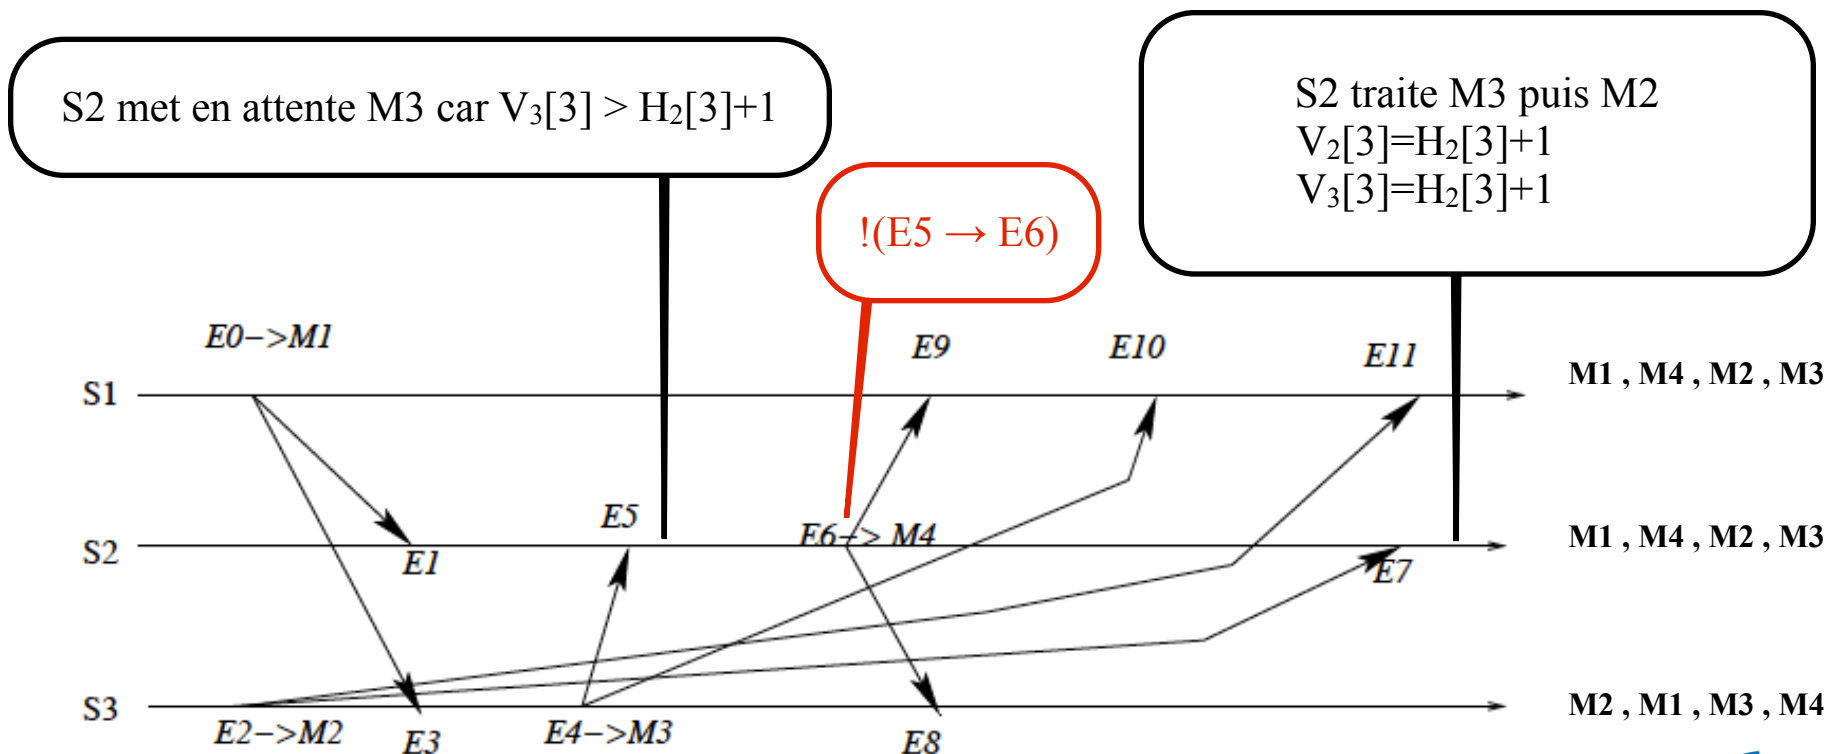 S2 met en attente M3 car V3[3] > H2[3]+1
S2 traite M3 puis M2
V2[3]=H2[3]+1
V3[3]=H2[3]+1
!(E5 → E6)
E0->M1
E9
E10
E11
S1
M1 , M4 , M2 , M3
E5
E6-> M4
S2
E1
E7
M1 , M4 , M2 , M3
S3
E2->M2
E3
E4->M3
E8
M2 , M1 , M3 , M4